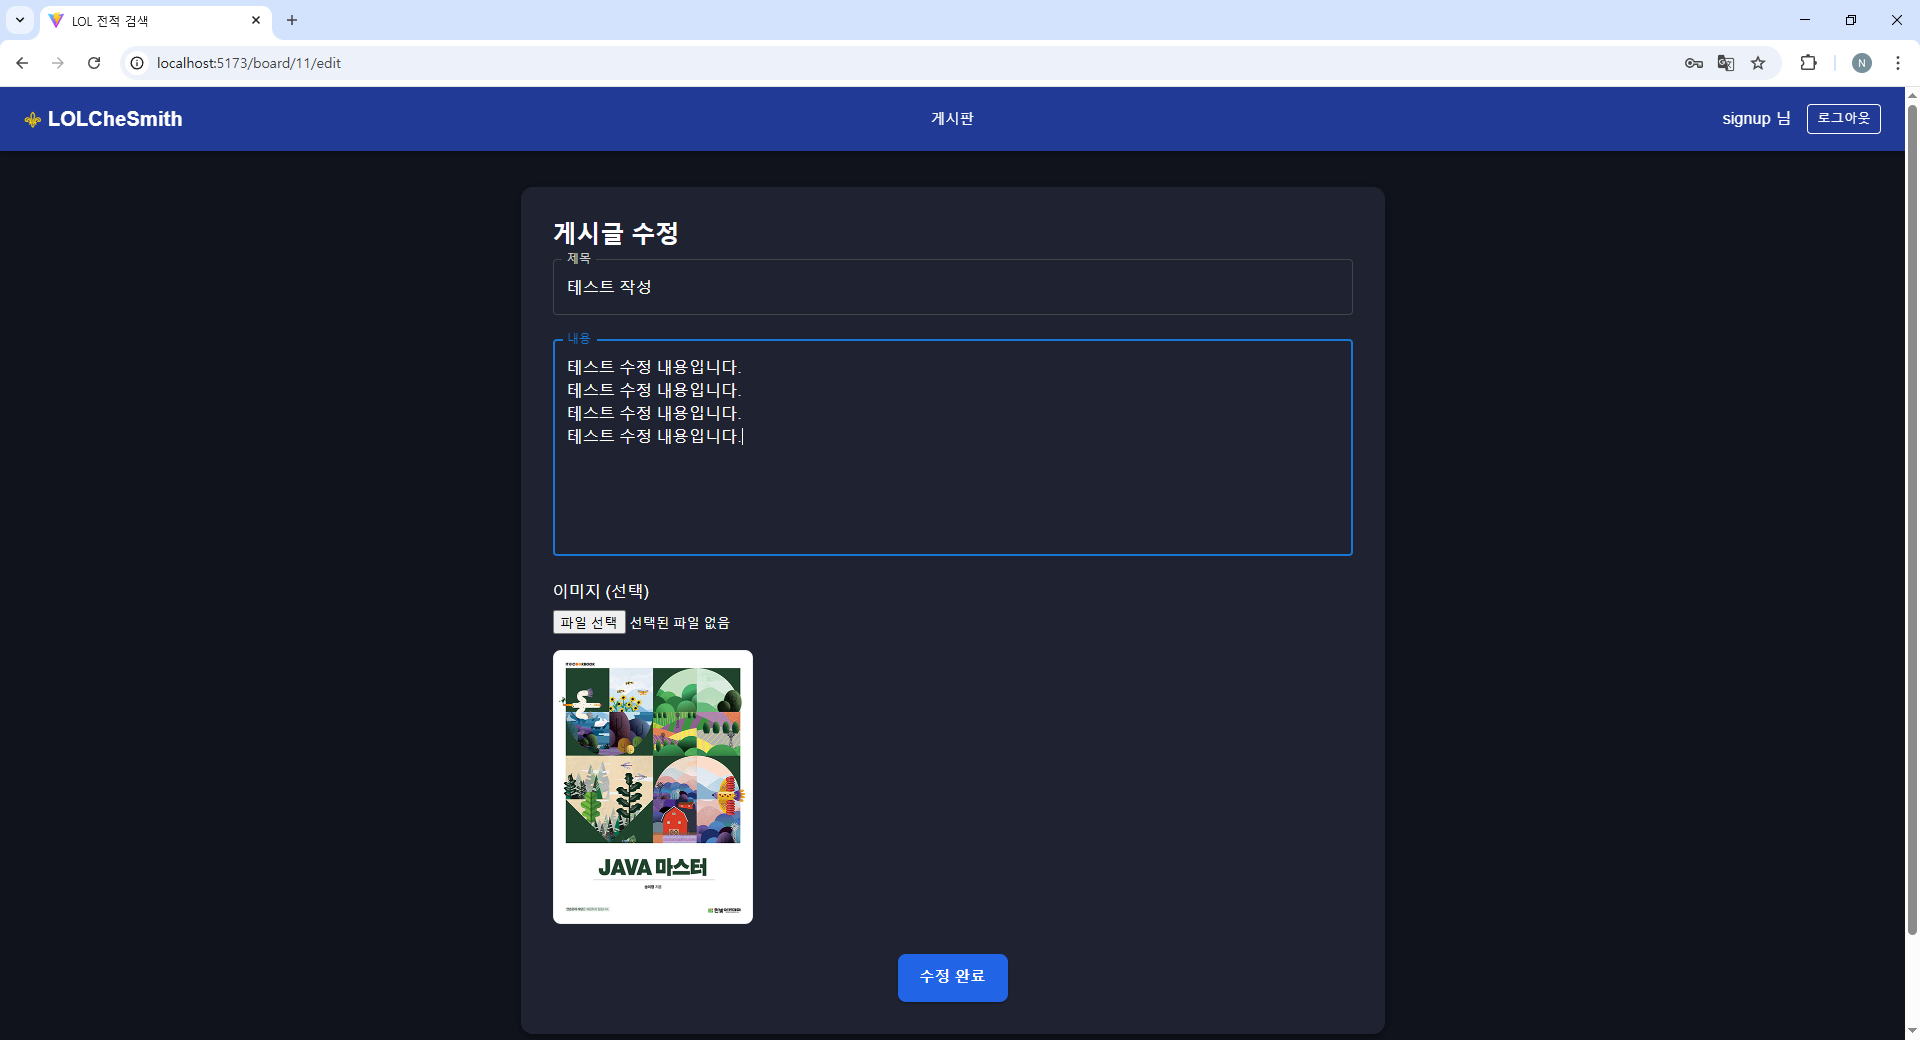 LOL 전적 검색
localhost:5173/board/11/edit
N
LOLCheSmith
게시판
signup 님
로그아웃
게시글 수정
제목
테스트 작성
내용
테스트 수정 내용입니다.
테스트 수정 내용입니다.
테스트 수정 내용입니다.
테스트 수정 내용입니다.
이미지 (선택)
파일 선택 선택된 파일 없음
JAVA 마스터
수정 완료